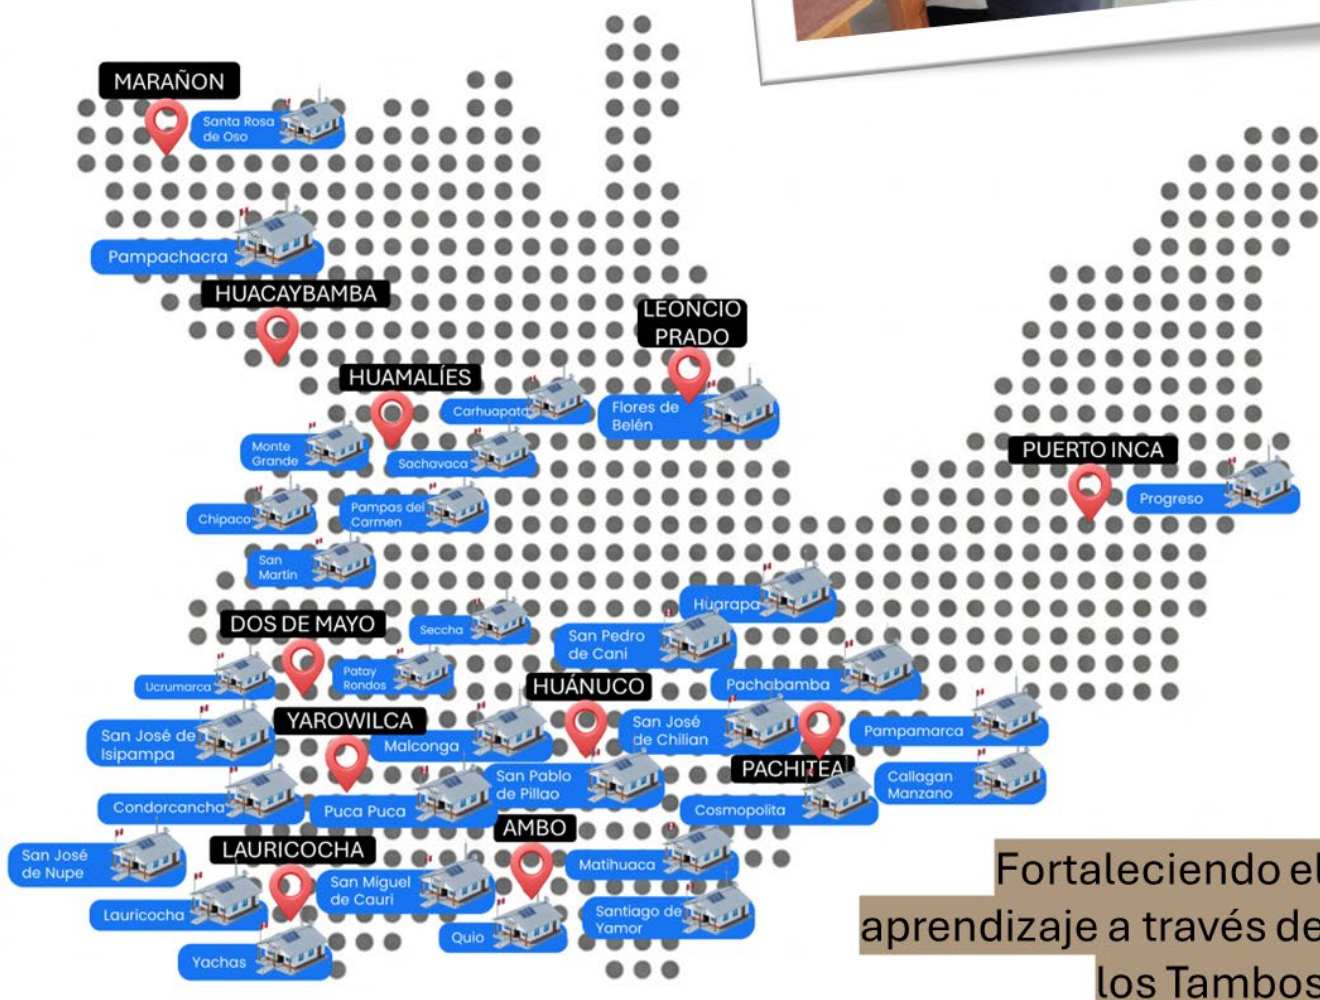 MARAÑON
Santa Rosa
de Oso
Pampachacra
HUACAYBAMBA
LEONCIO
PRADO
HUAMALÍES
Carhuapata
Flores de
Belén
Monte
Grande
Sachavaca
PUERTO INCA
Progreso
Chipaco
Pampas del
Carmen
San
Martín
Huarapa
DOS DE MAYO
Seccha
San Pedro
de Cani
Ucrumarca
Patay
Rondos
HUÁNUCO
Pachabamba
San José de
Isipampa
YAROWILCA
Malconga
San José
de Chilian
Pampamarca
PACHITEA
San Pablo
de Pillao
Callagan
Manzano
Condorcancha
Puca Puca
Cosmopolita
AMBO
San José
de Nupe
LAURICOCHA
San Miguel
de Cauri
Matihuaca
Lauricocha
Quio
Santiago de
Yamor
Yachas
Fortaleciendo el
aprendizaje a través de
los Tambos